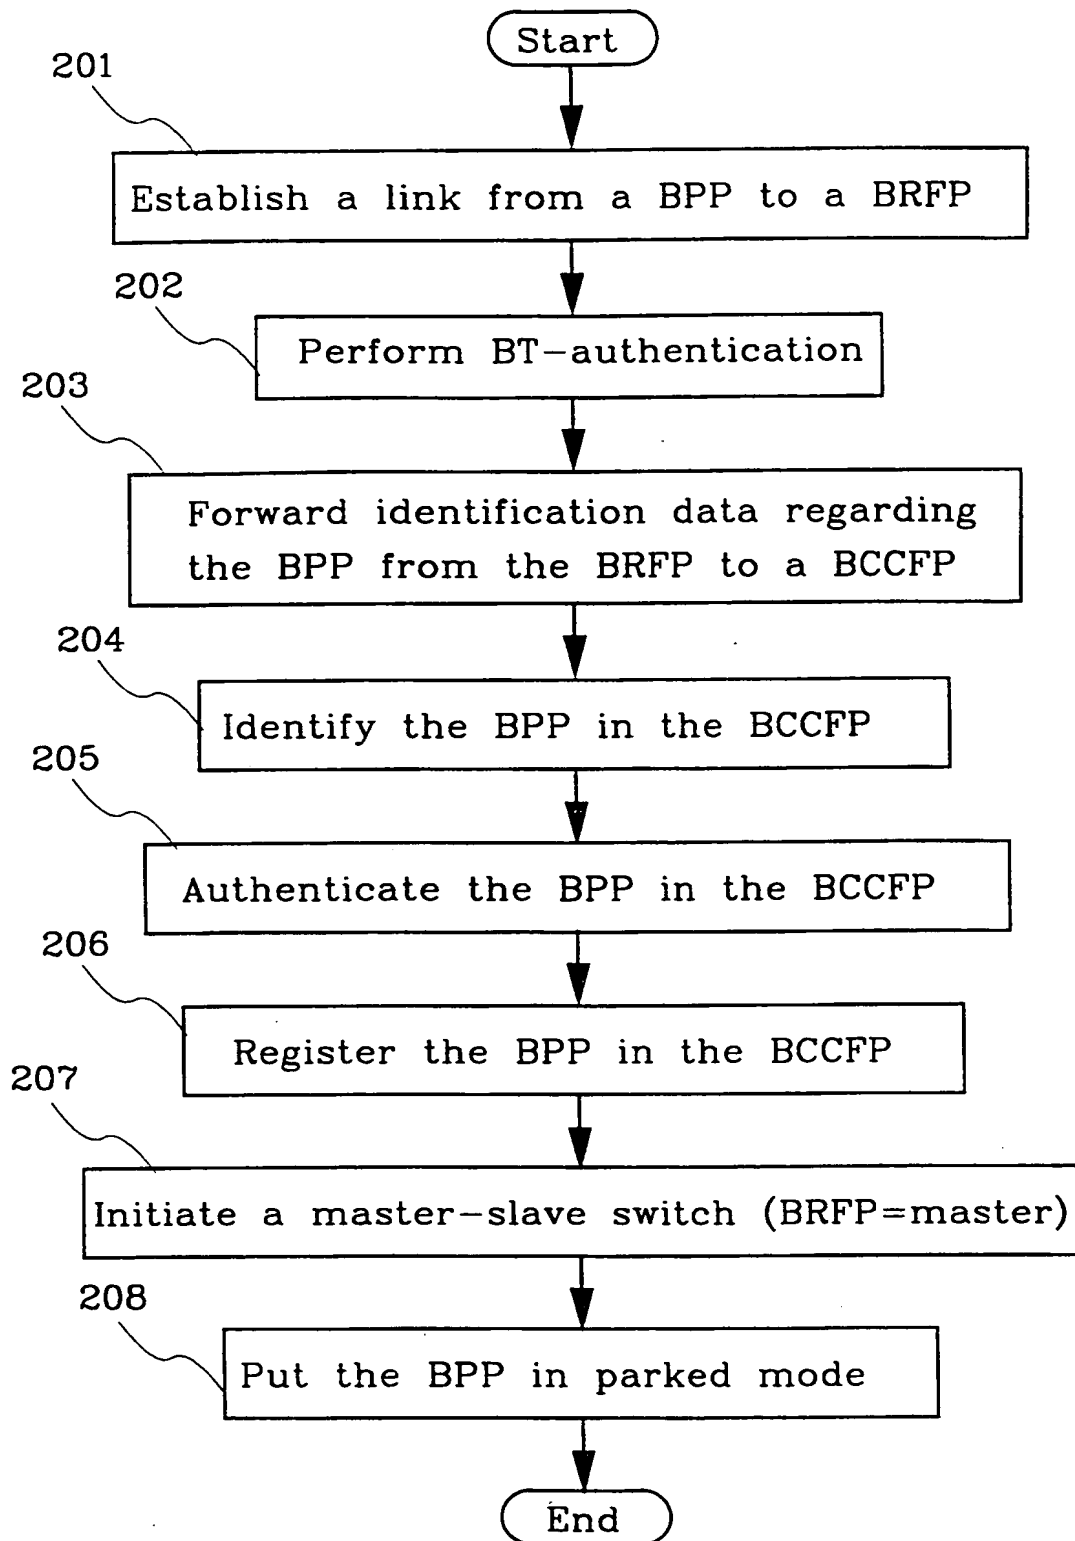 Start
201
Establish a link from a BPP to a BRFP
202
Perform BT-authentication
203
Forward identification data regarding
the BPP from the BRFP to a BCCFP
204
Identify the BPP in the BCCFP
205
Authenticate the BPP in the BCCFP
206
Register the BPP in the BCCFP
207
Initiate a master-slave switch (BRFP=master)
208
Put the BPP in parked mode
End